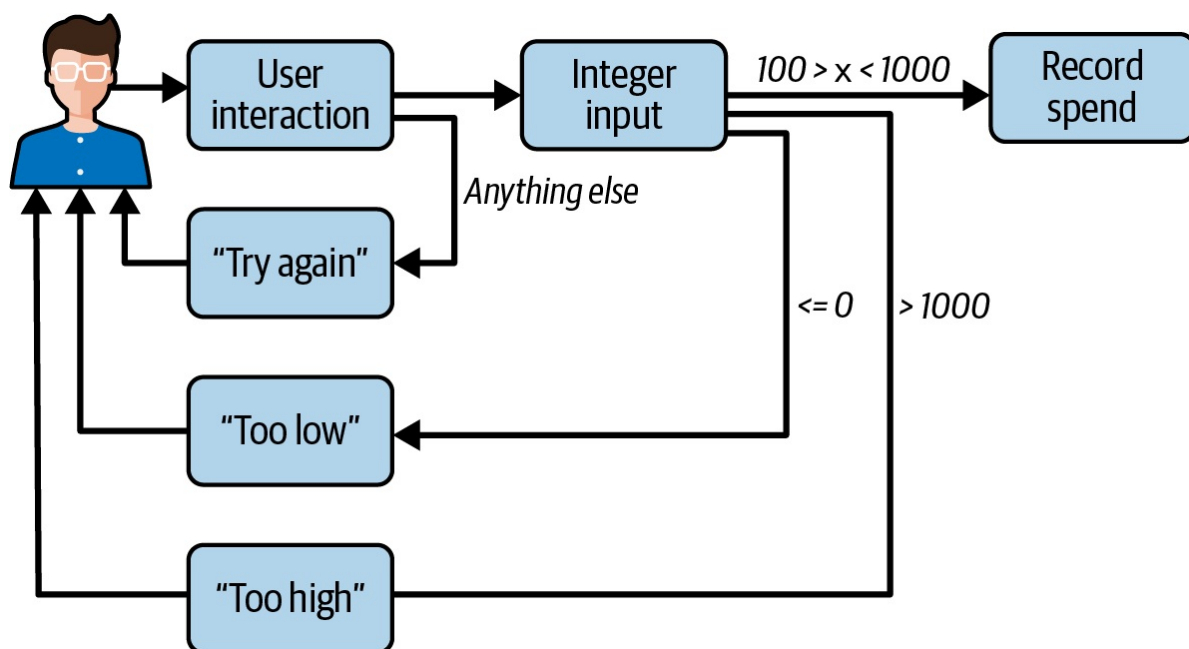 User
interaction
Integer
input
100 > x < 1000
Record
spend
Anything else
“Try again”
<= 0
> 1000
“Too low”
“Too high”